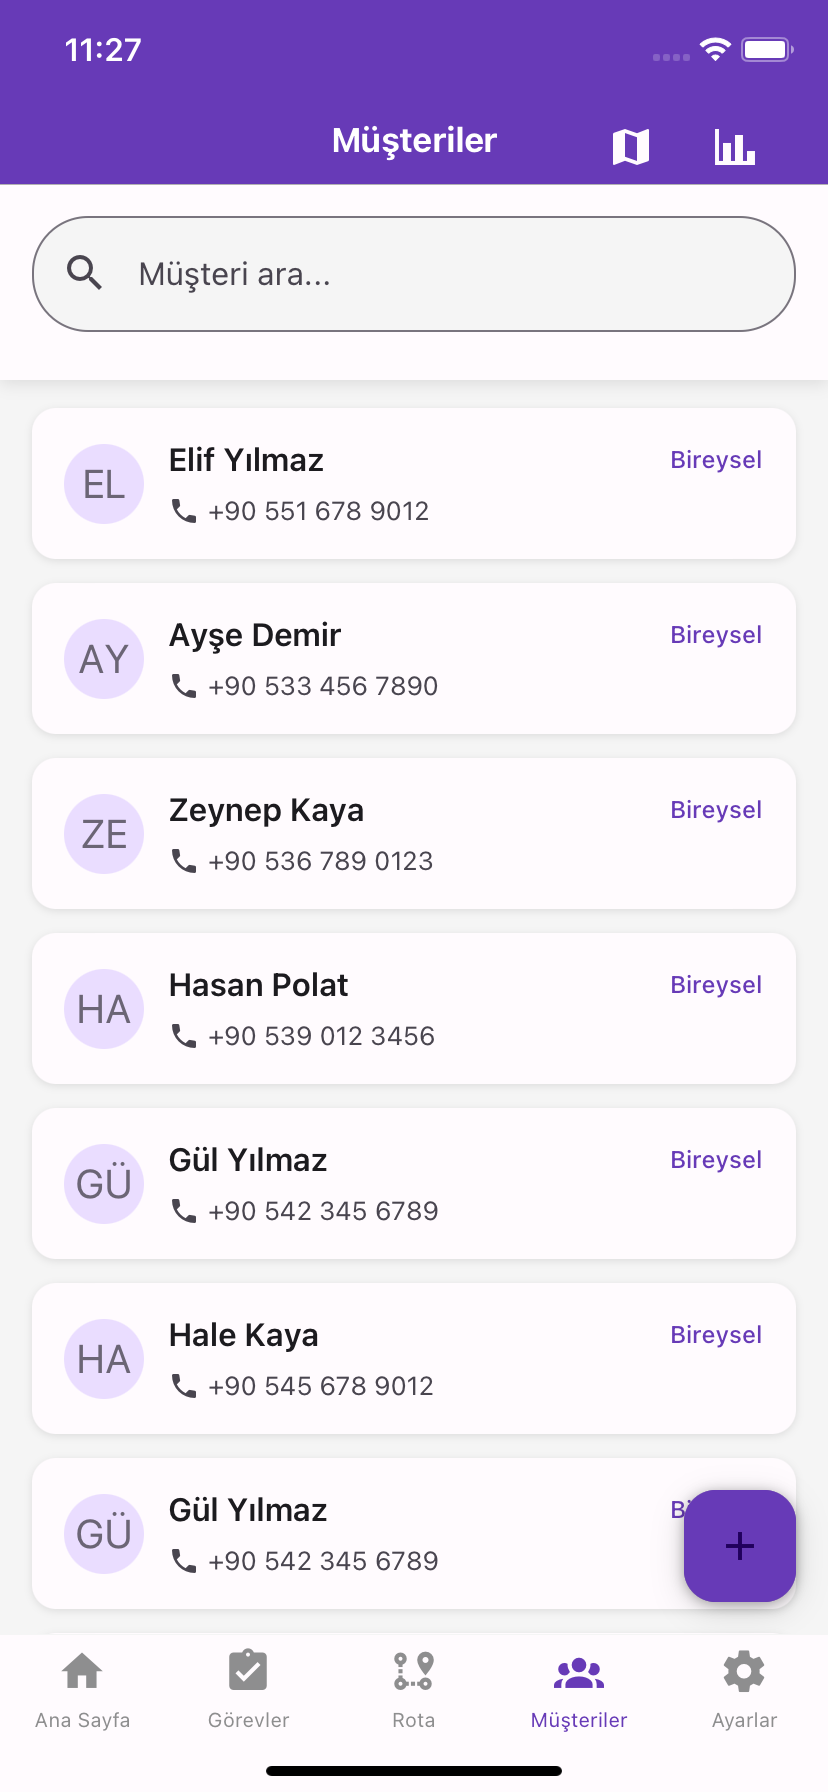 11:27
Müşteriler
Müşteri ara...
EL
Elif Yılmaz
Bireysel
+90 551 678 9012
AY
Ayşe Demir
Bireysel
+90 533 456 7890
ZE
Zeynep Kaya
Bireysel
+90 536 789 0123
HA
Hasan Polat
Bireysel
+90 539 012 3456
GÜ
Gül Yılmaz
Bireysel
+90 542 345 6789
HA
Hale Kaya
Bireysel
+90 545 678 9012
GÜ
Gül Yılmaz
+90 542 345 6789
+
Ana Sayfa
Görevler
Rota
Müşteriler
Ayarlar